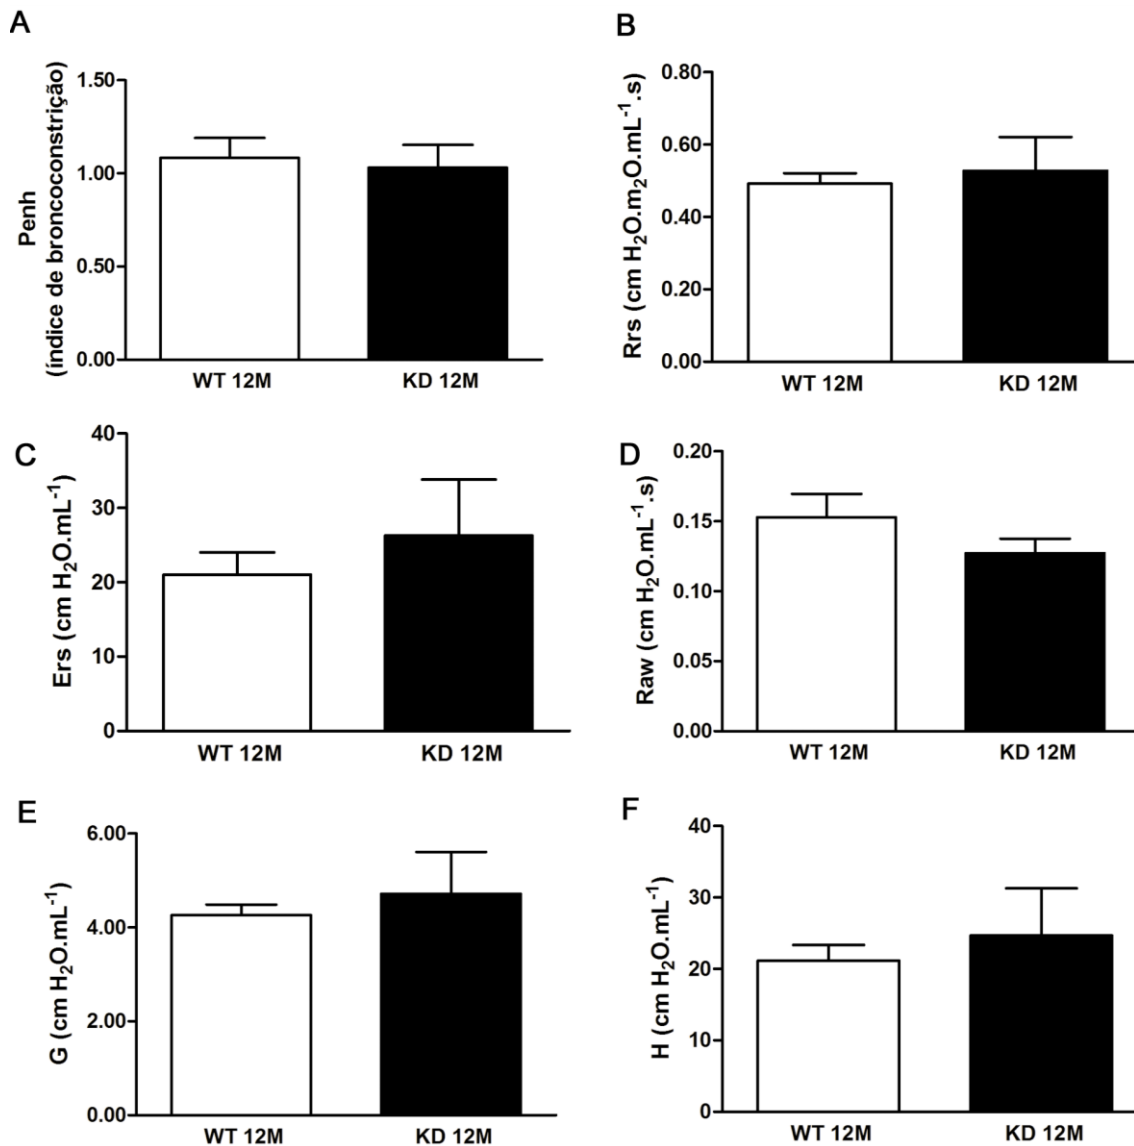 A
Penh
(índice de broncoconstrição)
1.50
1.00
0.50
0.00
WT 12M
KD 12M
B
Rrs (cm H₂O.m₂O.mL⁻¹.s)
0.80
0.60
0.40
0.20
0.00
WT 12M
KD 12M
C
Ers (cm H₂O.mL⁻¹)
40
30
20
10
0
WT 12M
KD 12M
D
Raw (cm H₂O.mL⁻¹.s)
0.20
0.15
0.10
0.05
0.00
WT 12M
KD 12M
E
G (cm H₂O.mL⁻¹)
6.00
4.00
2.00
0.00
WT 12M
KD 12M
F
H (cm H₂O.mL⁻¹)
40
30
20
10
0
WT 12M
KD 12M